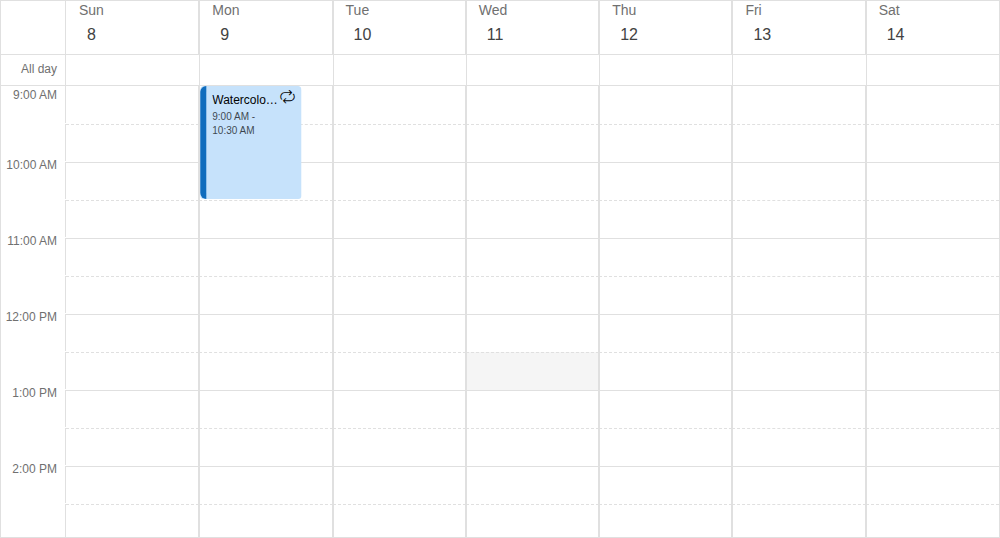 Sun Mon Tue Wed Thu Fri Sat
8 9 10 11 12 13 14
All day
9:00 AM
Watercolo...
9:00 AM -
10:30 AM
10:00 AM
11:00 AM
12:00 PM
1:00 PM
2:00 PM